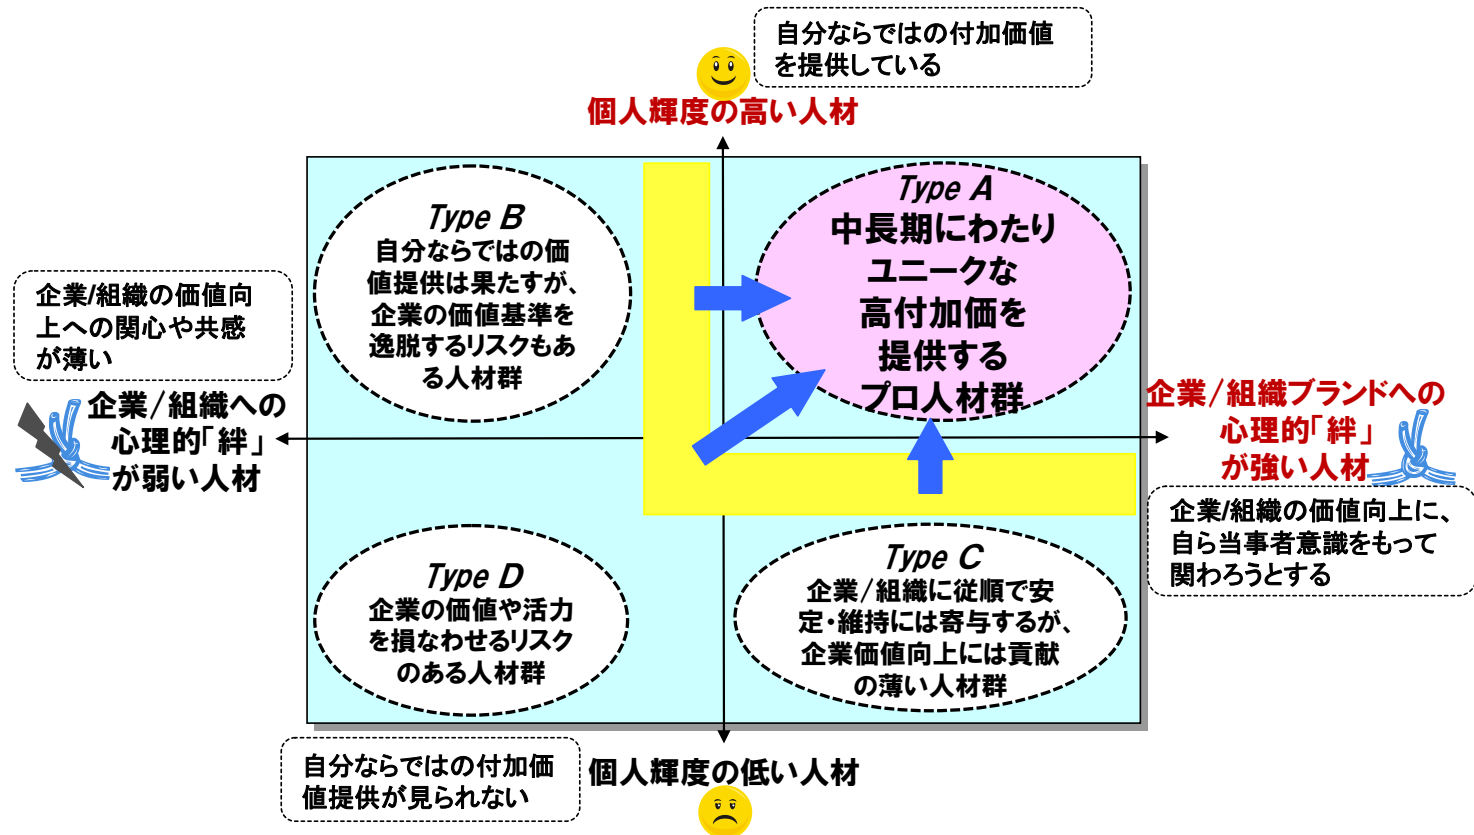 自分ならではの付加価値
を提供している
個人輝度の高い人材
Type B
自分ならではの価
値提供は果たすが、
企業の価値基準を
逸脱するリスクもあ
る人材群
Type A
中長期にわたり
ユニークな
高付加価を
提供する
プロ人材群
企業/組織の価値向
上への関心や共感
が薄い
企業/組織への
心理的「絆」
が弱い人材
企業/組織ブランドへの
心理的「絆」
が強い人材
企業/組織の価値向上に、
自ら当事者意識をもって
関わろうとする
Type D
企業の価値や活力
を損なわせるリスク
のある人材群
Type C
企業/組織に従順で安
定・維持には寄与するが、
企業価値向上には貢献
の薄い人材群
自分ならではの付加価
値提供が見られない
個人輝度の低い人材